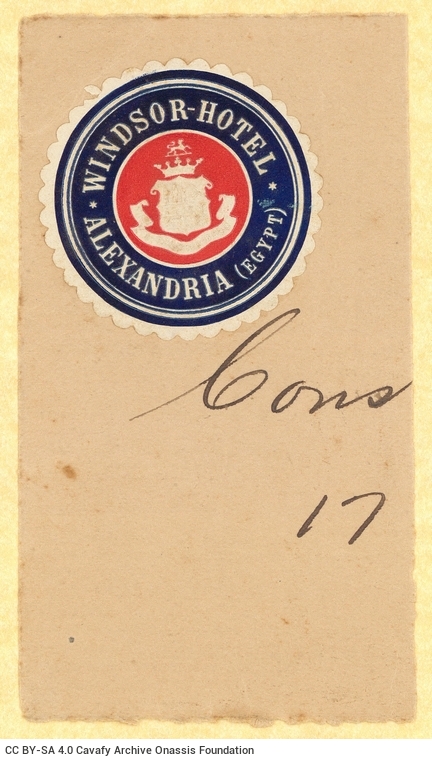 WINDSOR-HOTEL
ALEXANDRIA (EGYPT)
Cons
17
CC BY-SA 4.0 Cavafy Archive Onassis Foundation